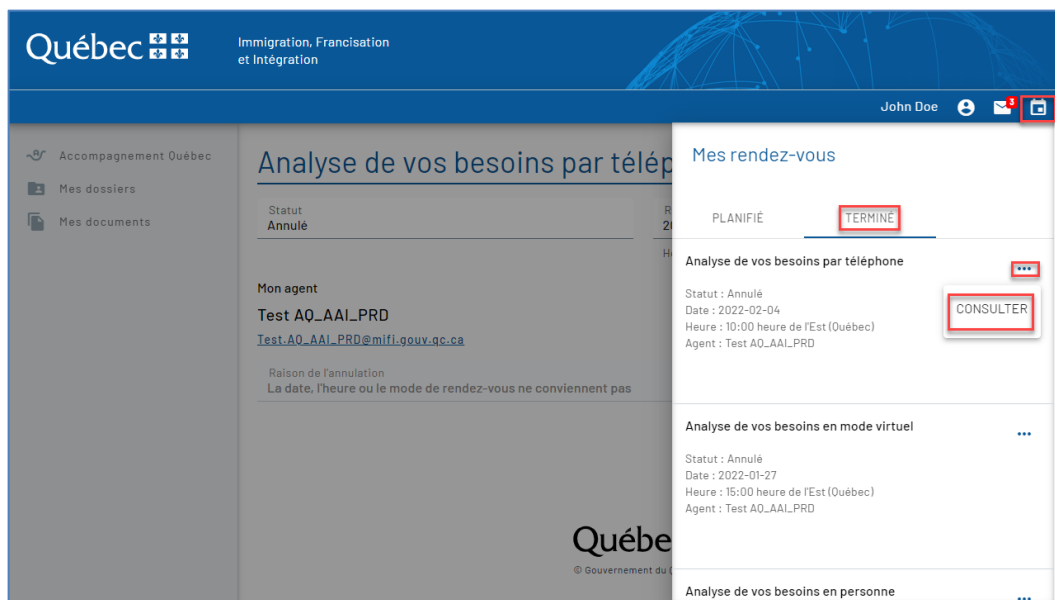 Québec
Immigration, Francisation
et Intégration
John Doe
3
Accompagnement Québec
Mes dossiers
Mes documents
Analyse de vos besoins par télép
Statut
Annulé
Mon agent
Test AQ_AAI_PRD
Test.AQ_AAI_PRD@mifi.gouv.qc.ca
Raison de l'annulation
La date, l'heure ou le mode de rendez-vous ne conviennent pas
Québe
© Gouvernement du
Mes rendez-vous
PLANIFIÉ TERMINÉ
Analyse de vos besoins par téléphone
Statut : Annulé
Date : 2022-02-04
Heure : 10:00 heure de l'Est (Québec)
Agent : Test AQ_AAI_PRD
CONSULTER
Analyse de vos besoins en mode virtuel
Statut : Annulé
Date : 2022-01-27
Heure : 15:00 heure de l'Est (Québec)
Agent : Test AQ_AAI_PRD
Analyse de vos besoins en personne